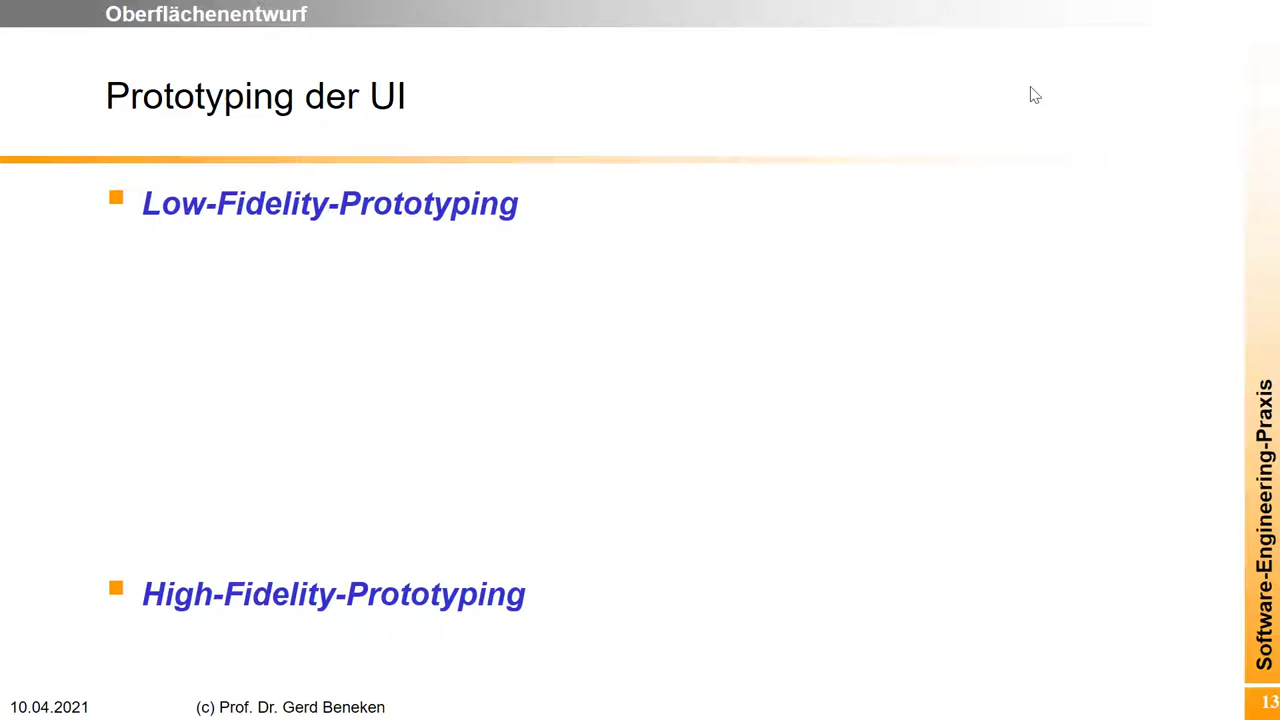 Oberflächenentwurf
Prototyping der UI
Low-Fidelity-Prototyping
High-Fidelity-Prototyping
Software-Engineering-Praxis
10.04.2021
(c) Prof. Dr. Gerd Beneken
13